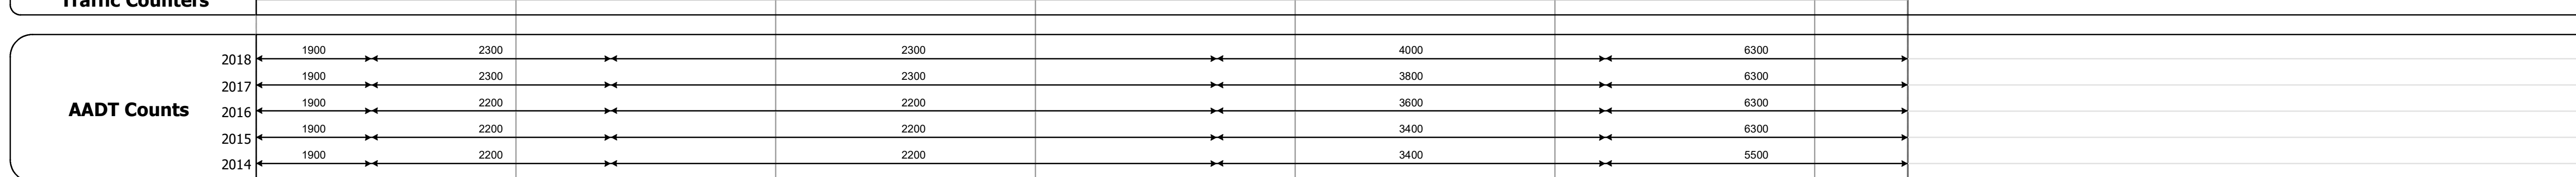 Traffic Counters
AADT Counts
2018 1900 2300 2300 4000 6300
2017 1900 2300 2300 3800 6300
2016 1900 2200 2200 3600 6300
2015 1900 2200 2200 3400 6300
2014 1900 2200 2200 3400 5500